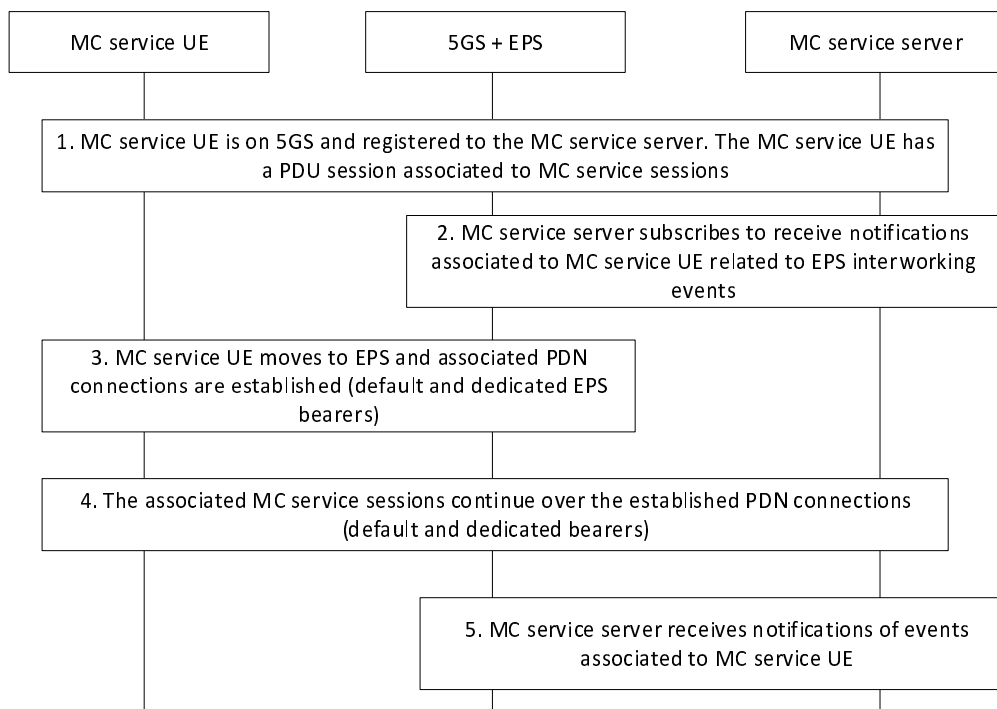 MC service UE
5GS + EPS
MC service server
1. MC service UE is on 5GS and registered to the MC service server. The MC service UE has
a PDU session associated to MC service sessions
2. MC service server subscribes to receive notifications
associated to MC service UE related to EPS interworking
events
3. MC service UE moves to EPS and associated PDN
connections are established (default and dedicated EPS
bearers)
4. The associated MC service sessions continue over the established PDN connections
(default and dedicated bearers)
5. MC service server receives notifications of events
associated to MC service UE